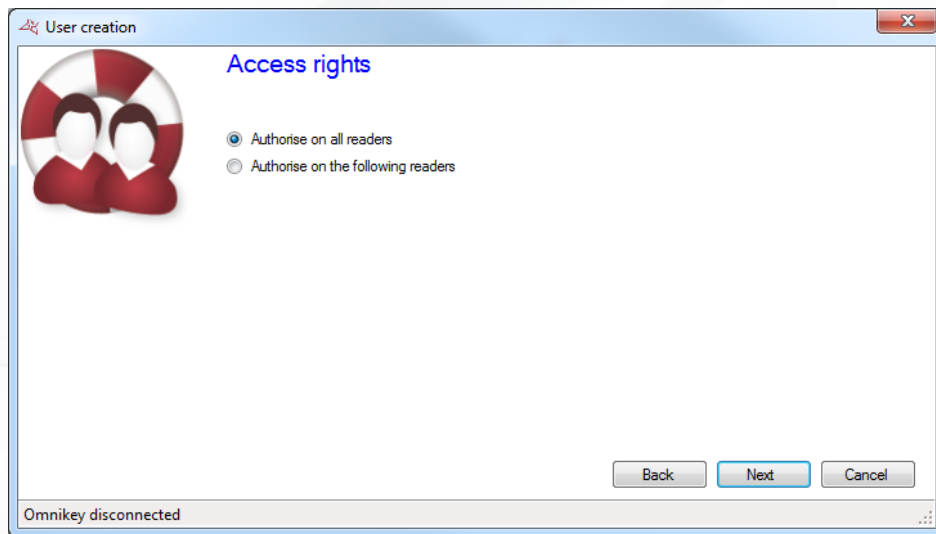 User creation
Access rights
Authorise on all readers
Authorise on the following readers
Back Next Cancel
Omnikey disconnected